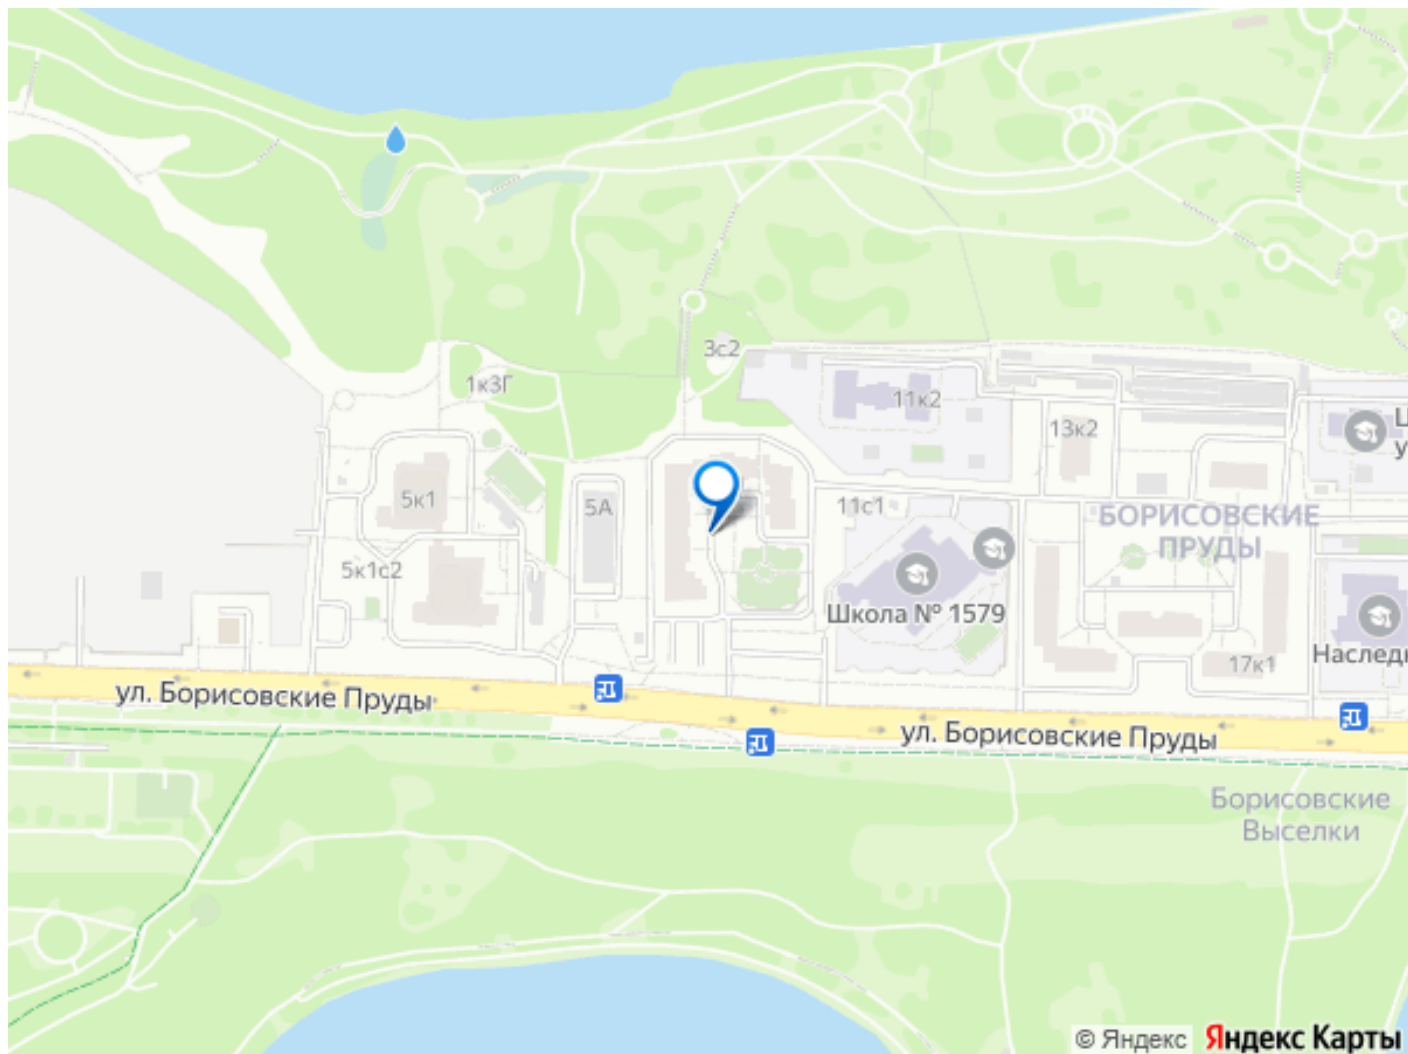 3с2
1к3Г
11к2
13к2
Ц
у
5к1
5А
11с1
БОРИСОВСКИЕ
ПРУДЫ
5к1с2
Школа № 1579
17к1
Наслед
ул. Борисовские Пруды
ул. Борисовские Пруды
Борисовские
Выселки
© Яндекс Яндекс Карты